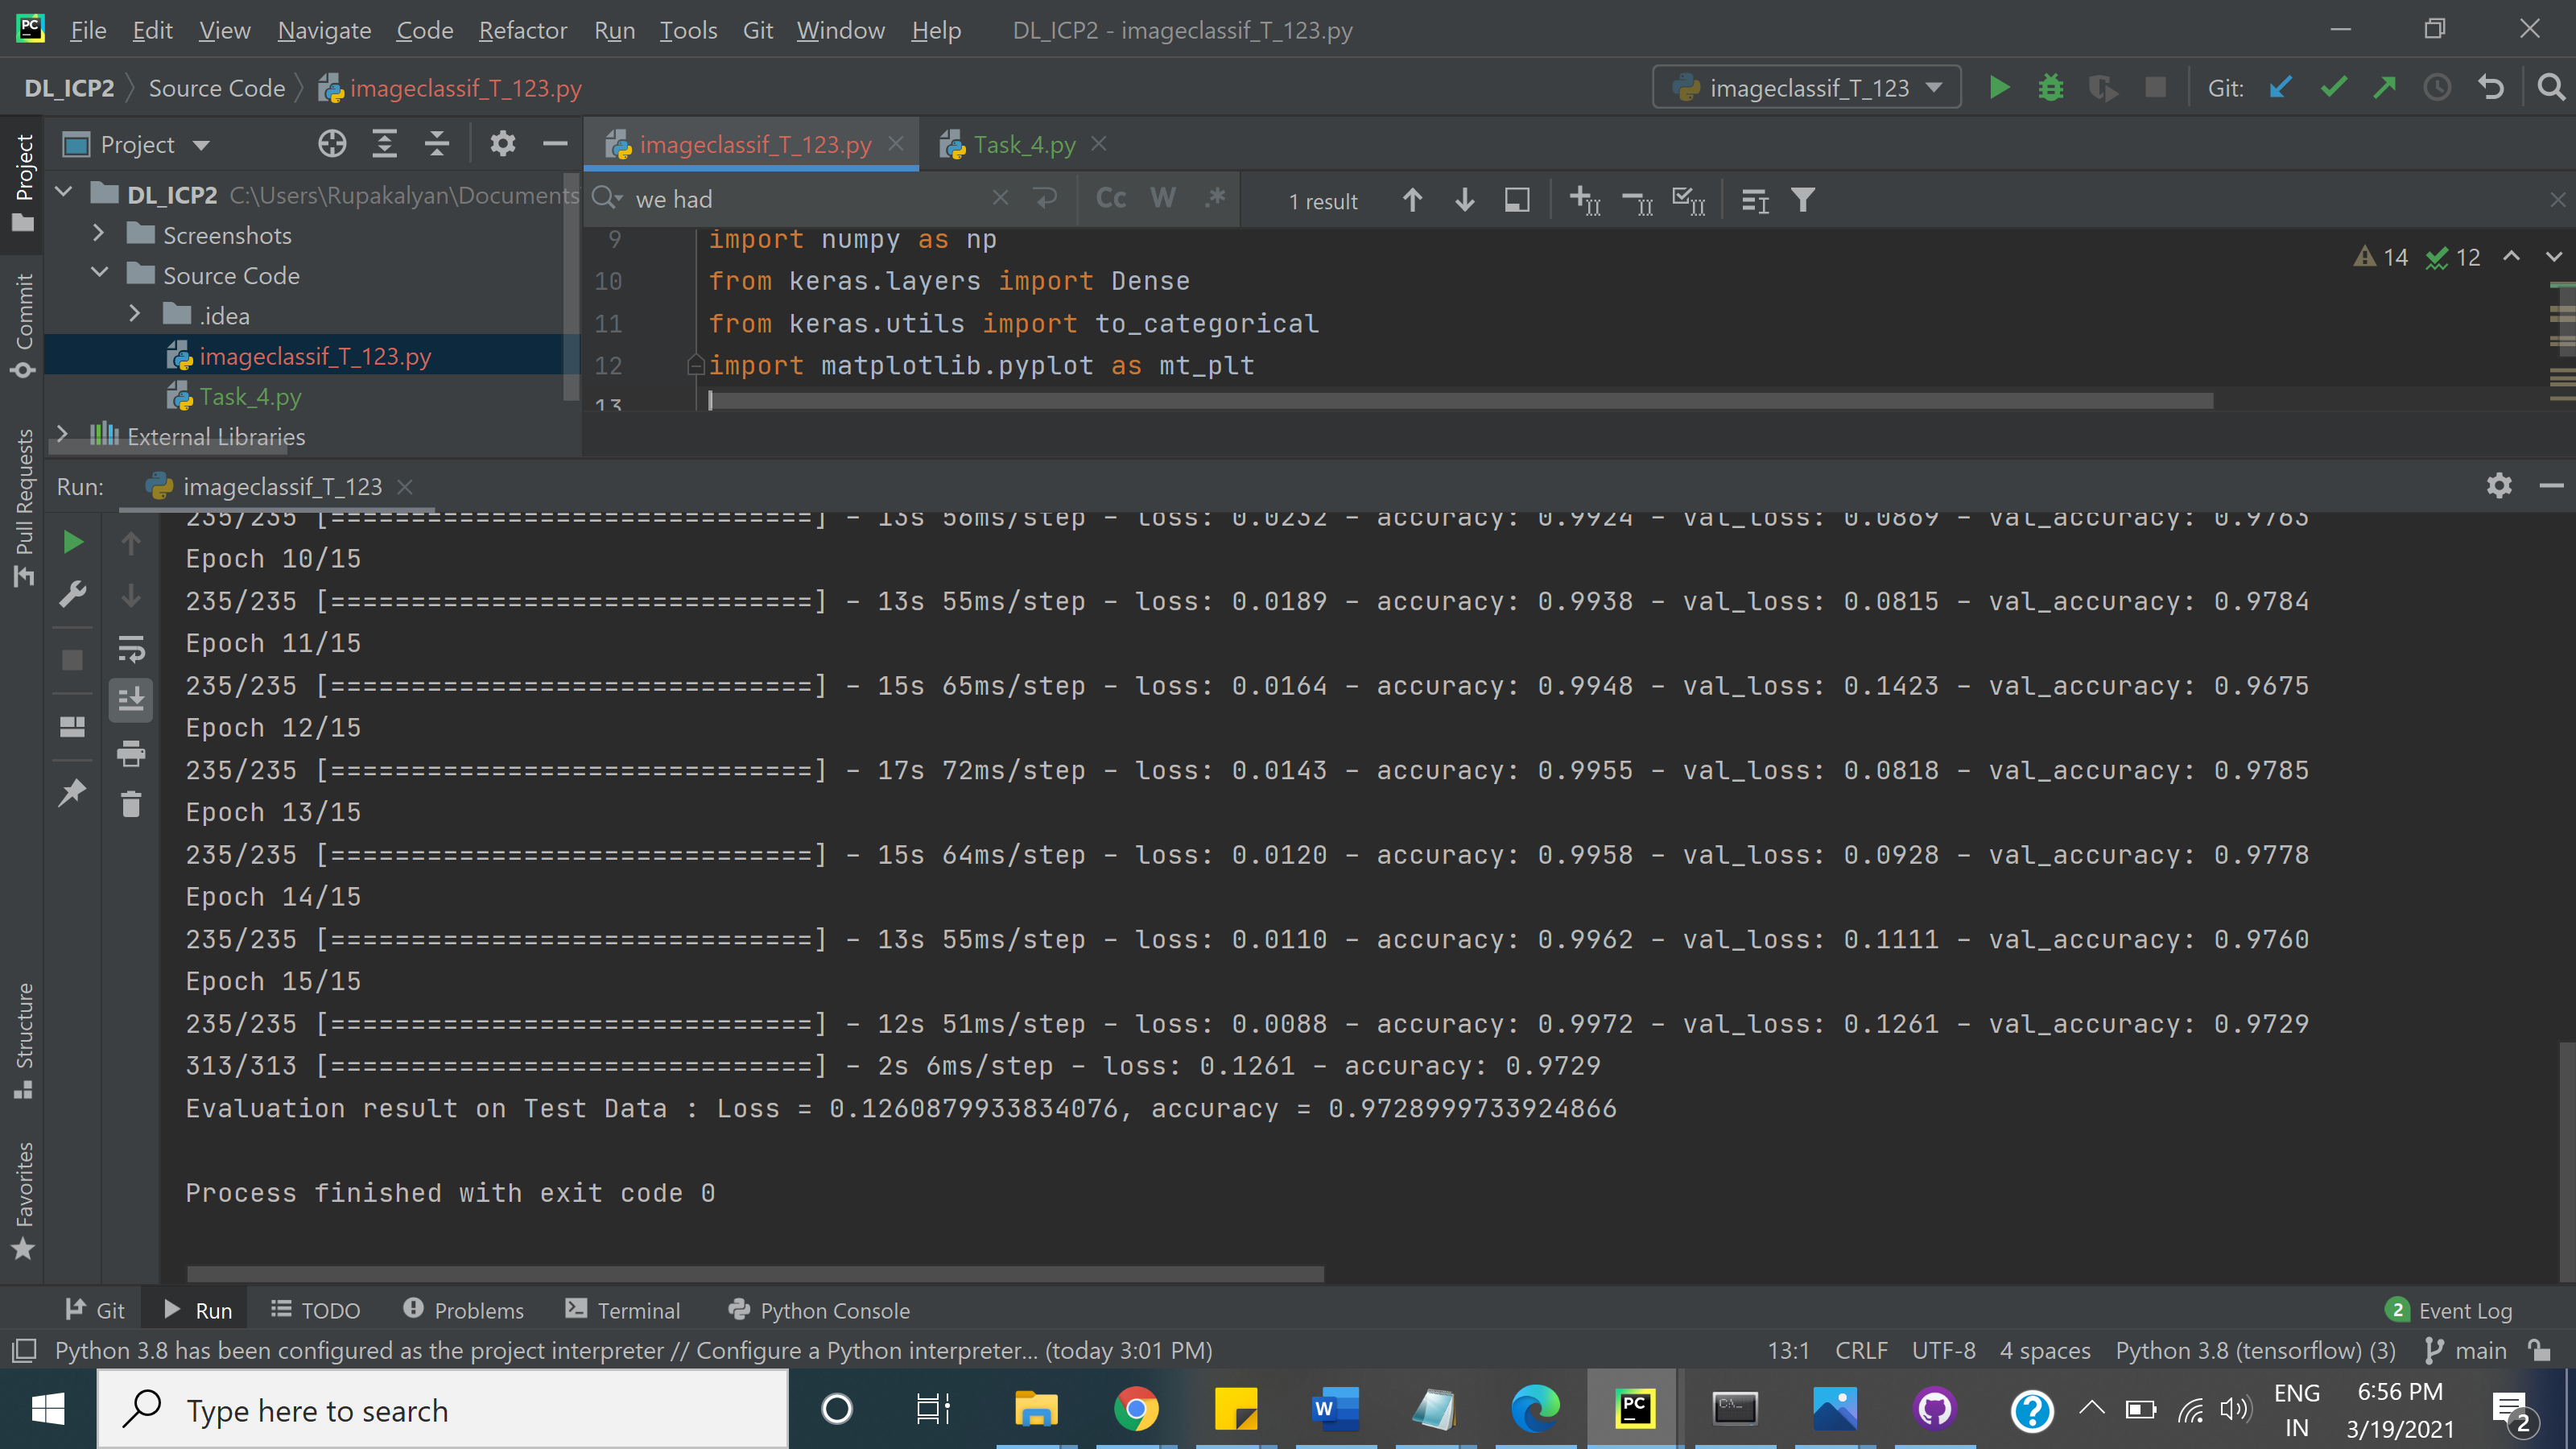 PC File Edit View Navigate Code Refactor Run Tools Git Window Help DL_ICP2 - imageclassif_T_123.py
DL_ICP2 Source Code imageclassif_T_123.py imageclassif_T_123 Git:
Project imageclassif_T_123.py Task_4.py
DL_ICP2 C:\Users\Rupakalyan\Documents
we had Cc W .* 1 result
Screenshots
Source Code
.idea
imageclassif_T_123.py
Task_4.py
External Libraries
9 import numpy as np
14 12
10 from keras.layers import Dense
11 from keras.utils import to_categorical
12 import matplotlib.pyplot as mt_plt
13
Project
Commit
Pull Requests
Structure
Favorites
Run: imageclassif_T_123
235/235 [==============================] - 13s 56ms/step - loss: 0.0232 - accuracy: 0.9924 - val_loss: 0.0869 - val_accuracy: 0.9763
Epoch 10/15
235/235 [==============================] - 13s 55ms/step - loss: 0.0189 - accuracy: 0.9938 - val_loss: 0.0815 - val_accuracy: 0.9784
Epoch 11/15
235/235 [==============================] - 15s 65ms/step - loss: 0.0164 - accuracy: 0.9948 - val_loss: 0.1423 - val_accuracy: 0.9675
Epoch 12/15
235/235 [==============================] - 17s 72ms/step - loss: 0.0143 - accuracy: 0.9955 - val_loss: 0.0818 - val_accuracy: 0.9785
Epoch 13/15
235/235 [==============================] - 15s 64ms/step - loss: 0.0120 - accuracy: 0.9958 - val_loss: 0.0928 - val_accuracy: 0.9778
Epoch 14/15
235/235 [==============================] - 13s 55ms/step - loss: 0.0110 - accuracy: 0.9962 - val_loss: 0.1111 - val_accuracy: 0.9760
Epoch 15/15
235/235 [==============================] - 12s 51ms/step - loss: 0.0088 - accuracy: 0.9972 - val_loss: 0.1261 - val_accuracy: 0.9729
313/313 [==============================] - 2s 6ms/step - loss: 0.1261 - accuracy: 0.9729
Evaluation result on Test Data : Loss = 0.1260879933834076, accuracy = 0.9728999733924866
Process finished with exit code 0
Git Run TODO Problems Terminal Python Console 2 Event Log
Python 3.8 has been configured as the project interpreter // Configure a Python interpreter... (today 3:01 PM) 13:1 CRLF UTF-8 4 spaces Python 3.8 (tensorflow) (3) main
Type here to search
W
PC
ENG
IN
6:56 PM
3/19/2021
2